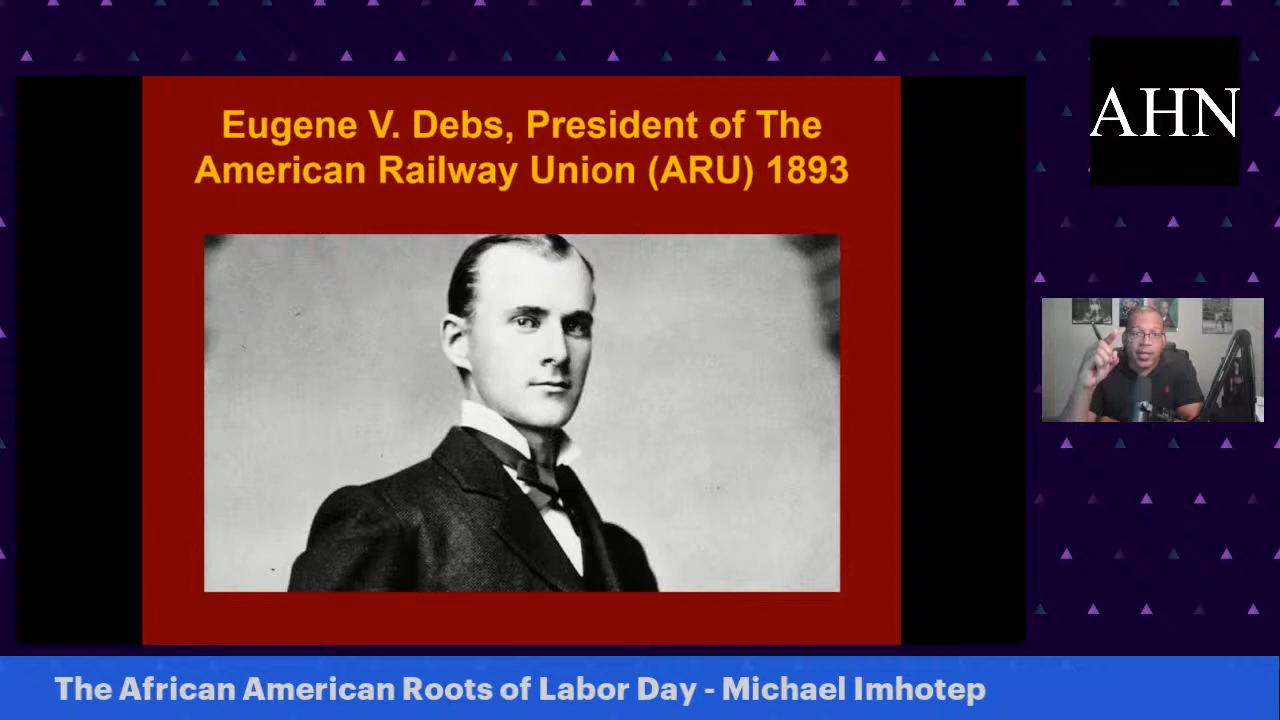 Eugene V. Debs, President of The
American Railway Union (ARU) 1893
AHN
The African American Roots of Labor Day - Michael Imhotep